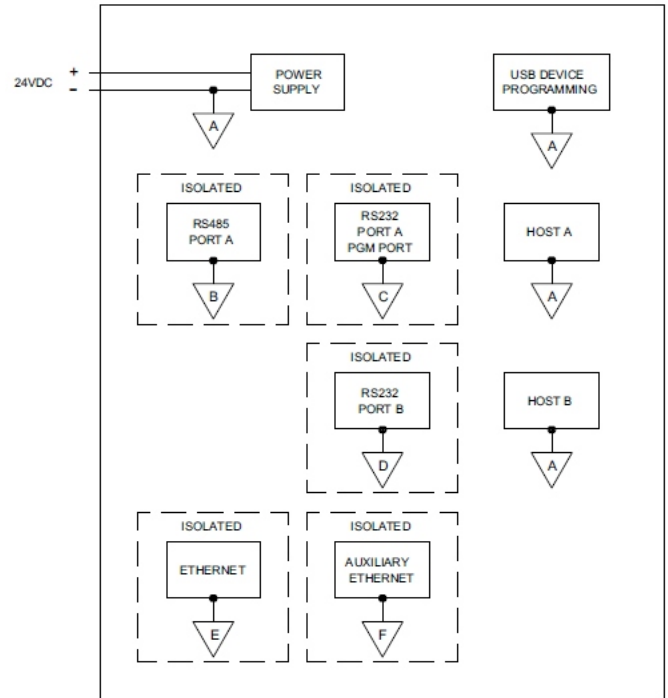 24VDC
+
-
POWER
SUPPLY
USB DEVICE
PROGRAMMING
A
A
ISOLATED
RS485
PORT A
B
ISOLATED
RS232
PORT A
PGM PORT
C
HOST A
A
ISOLATED
RS232
PORT B
D
HOST B
A
ISOLATED
ETHERNET
E
ISOLATED
AUXILIARY
ETHERNET
F